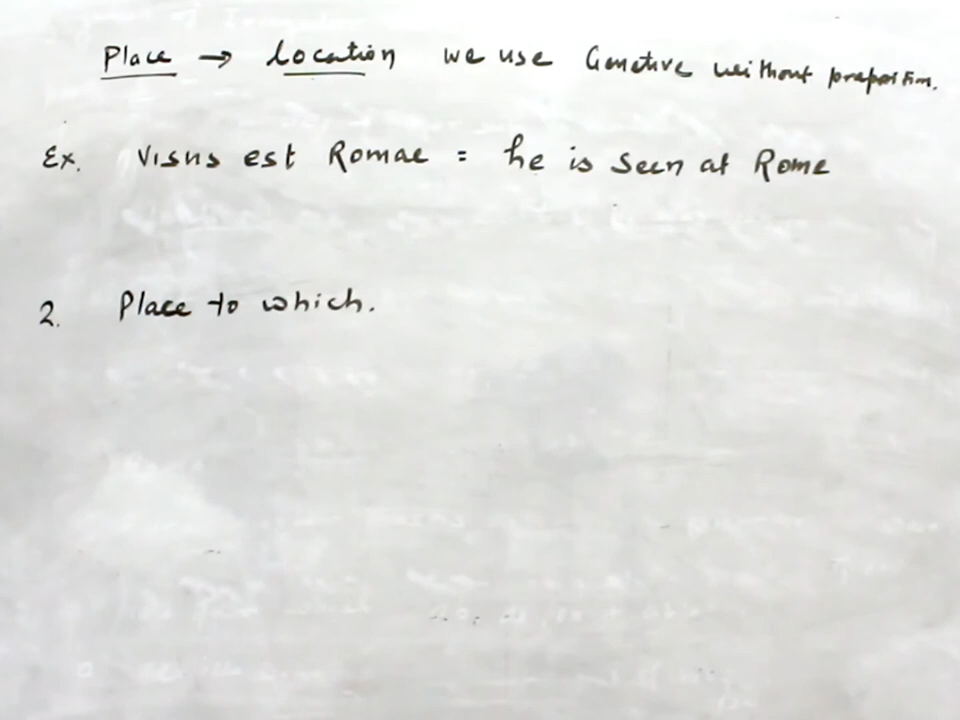 Place → Location we use Genetive without preposition.
Ex. Visus est Romae = he is seen at Rome
2. Place to which.